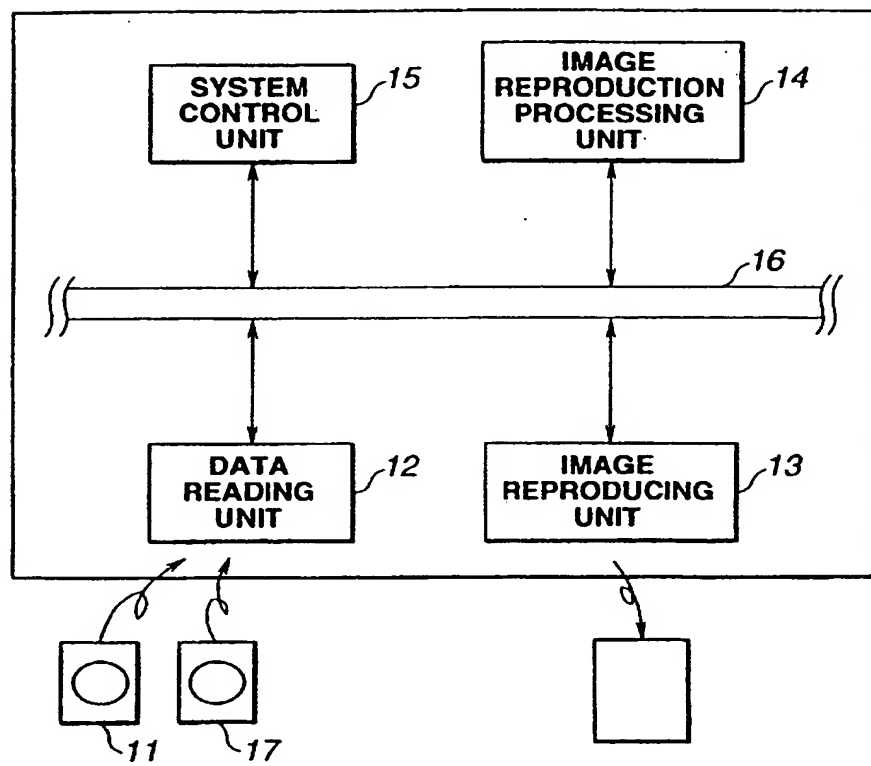 SYSTEM
CONTROL
UNIT
15
IMAGE
REPRODUCTION
PROCESSING
UNIT
14
16
DATA
READING
UNIT
12
IMAGE
REPRODUCING
UNIT
13
11
17